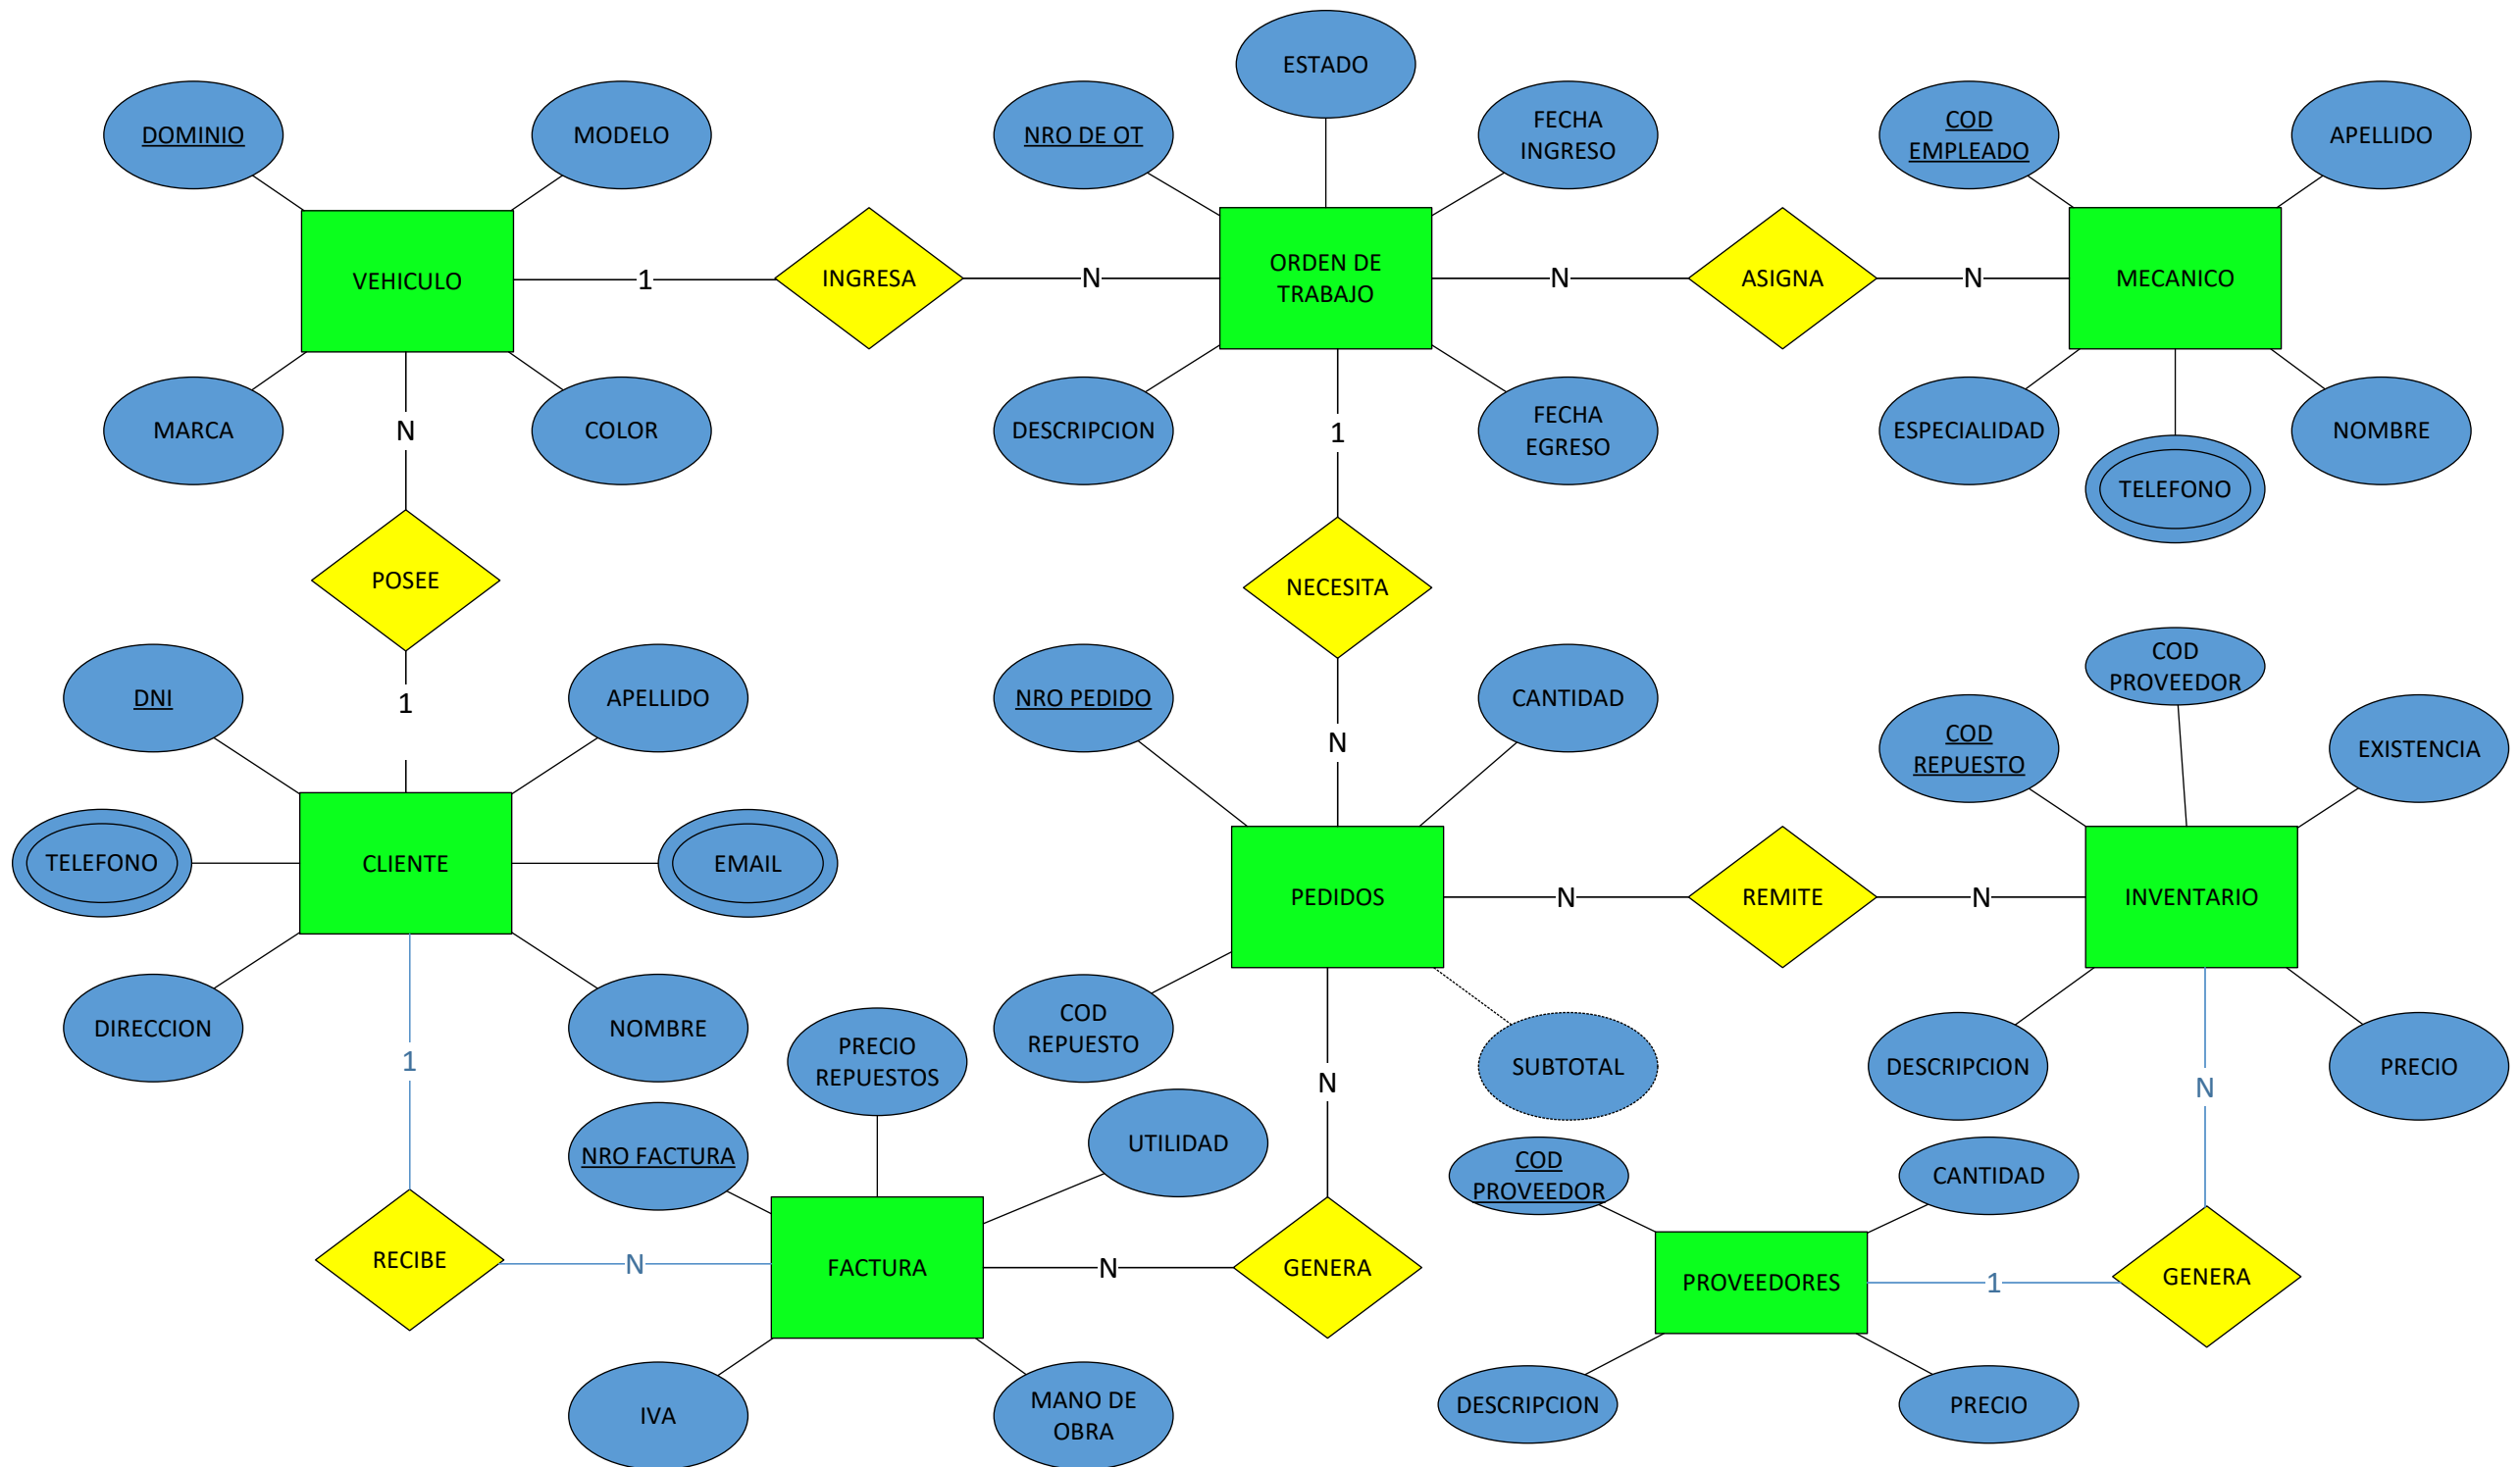 ESTADO
DOMINIO
MODELO
NRO DE OT
FECHA
INGRESO
COD
EMPLEADO
APELLIDO
VEHICULO
1
INGRESA
N
ORDEN DE
TRABAJO
N
ASIGNA
N
MECANICO
MARCA
N
COLOR
DESCRIPCION
1
FECHA
EGRESO
ESPECIALIDAD
NOMBRE
TELEFONO
POSEE
NECESITA
1
DNI
APELLIDO
NRO PEDIDO
N
CANTIDAD
COD
PROVEEDOR
COD
REPUESTO
EXISTENCIA
TELEFONO
CLIENTE
EMAIL
PEDIDOS
N
REMITE
N
INVENTARIO
DIRECCION
1
NOMBRE
PRECIO
REPUESTOS
COD
REPUESTO
N
SUBTOTAL
DESCRIPCION
N
PRECIO
NRO FACTURA
UTILIDAD
COD
PROVEEDOR
CANTIDAD
RECIBE
N
FACTURA
N
GENERA
PROVEEDORES
1
GENERA
IVA
MANO DE
OBRA
DESCRIPCION
PRECIO